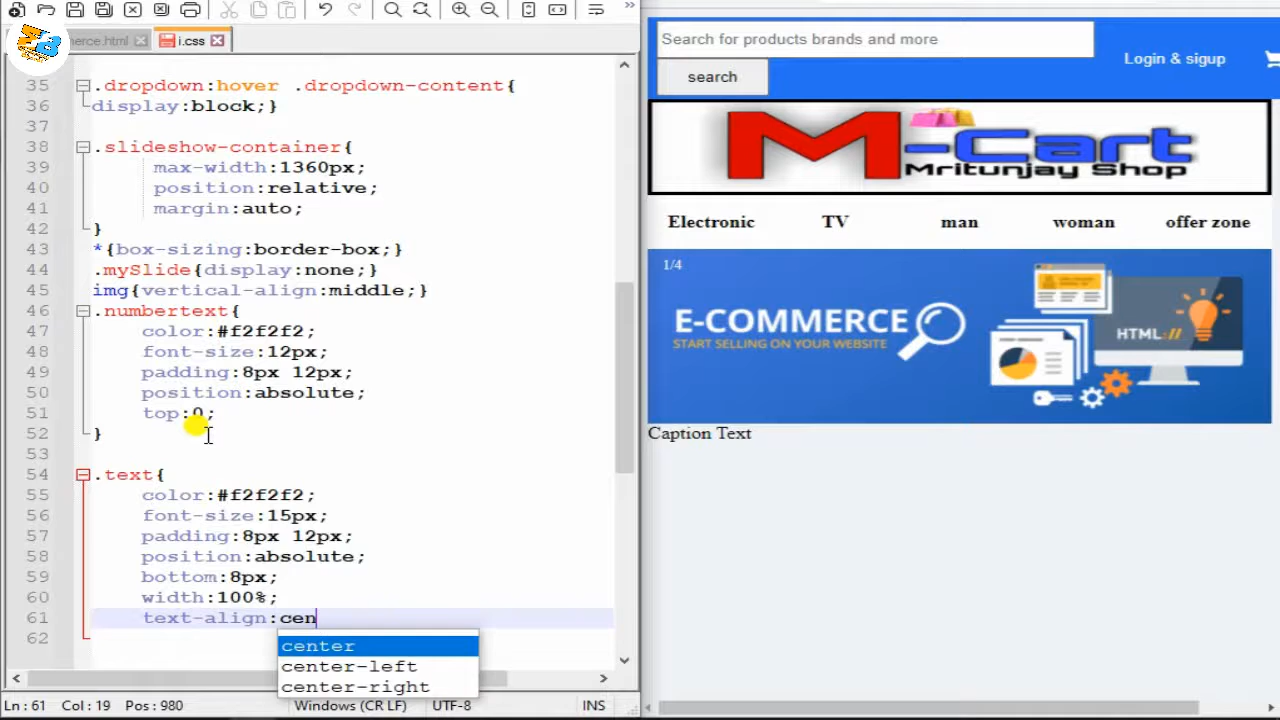 merce.html
i.css
35 .dropdown:hover .dropdown-content{
36 display:block;}
37
38 .slideshow-container{
39 max-width:1360px;
40 position:relative;
41 margin:auto;
42 }
43 *{box-sizing:border-box;}
44 .mySlide{display:none;}
45 img{vertical-align:middle;}
46 .numbertext{
47 color:#f2f2f2;
48 font-size:12px;
49 padding:8px 12px;
50 position:absolute;
51 top:0;
52 }
53
54 .text{
55 color:#f2f2f2;
56 font-size:15px;
57 padding:8px 12px;
58 position:absolute;
59 bottom:8px;
60 width:100%;
61 text-align:cen
62
center
center-left
center-right
Ln:61 Col:19 Pos:980 Windows (CR LF) UTF-8 INS
Search for products brands and more
search
Login & sigup
M-Cart
Mritunjay Shop
Electronic TV man woman offer zone
1/4
E-COMMERCE
START SELLING ON YOUR WEBSITE
HTML://
Caption Text